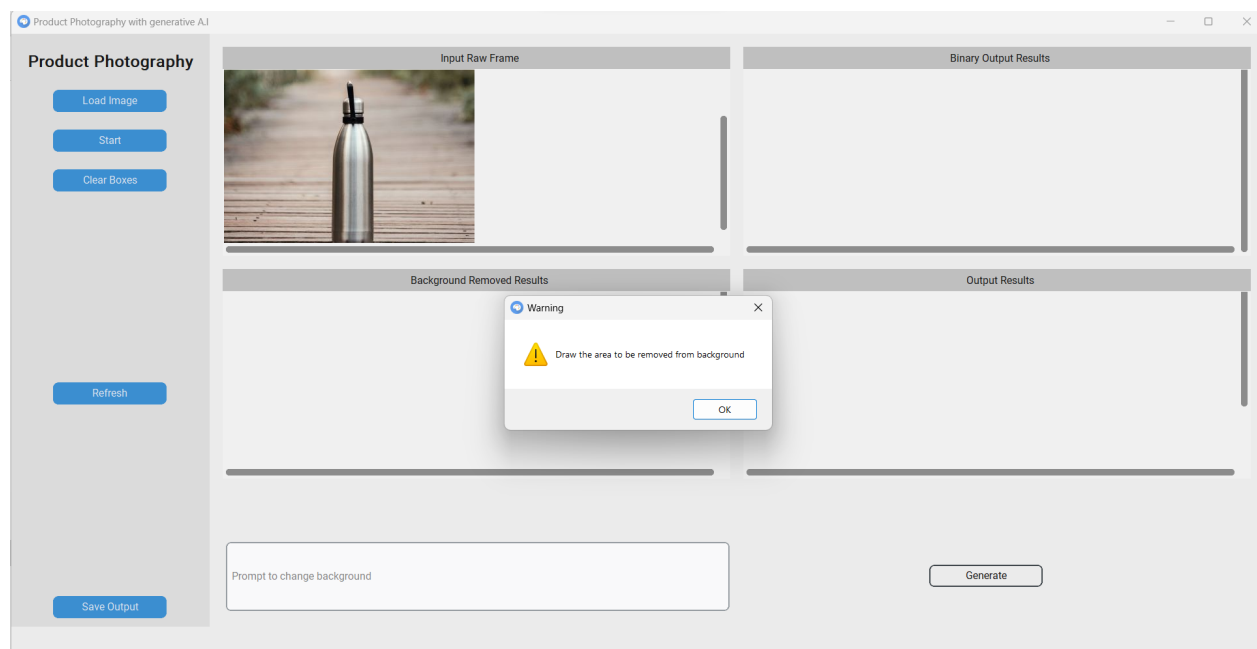 Product Photography with generative A.I
Product Photography
Load Image
Start
Clear Boxes
Refresh
Save Output
Input Raw Frame
Binary Output Results
Background Removed Results
Output Results
Warning
Draw the area to be removed from background
OK
Prompt to change background
Generate